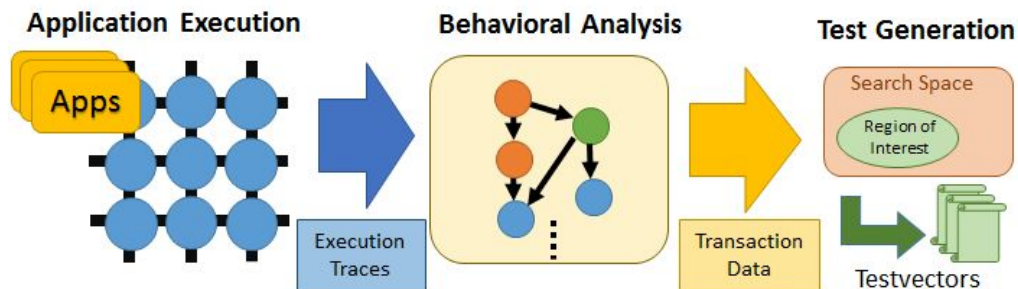 Application Execution
Behavioral Analysis
Test Generation
Apps
Search Space
Region of
Interest
Execution
Traces
Transaction
Data
Testvectors